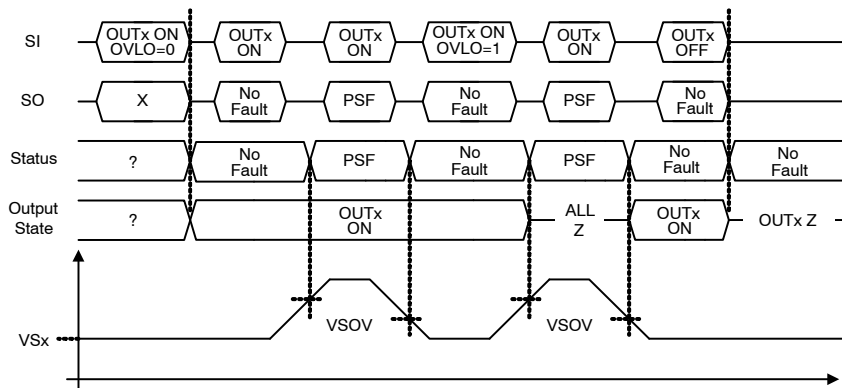 SI
OUTx ON
OVLO=0
OUTx
ON
OUTx
ON
OUTx ON
OVLO=1
OUTx
ON
OUTx
OFF
SO
X
No
Fault
PSF
No
Fault
PSF
No
Fault
Status
?
No
Fault
PSF
No
Fault
PSF
No
Fault
No
Fault
Output
State
?
OUTx
ON
ALL
Z
OUTx
ON
OUTx Z
VSx
VSOV
VSOV